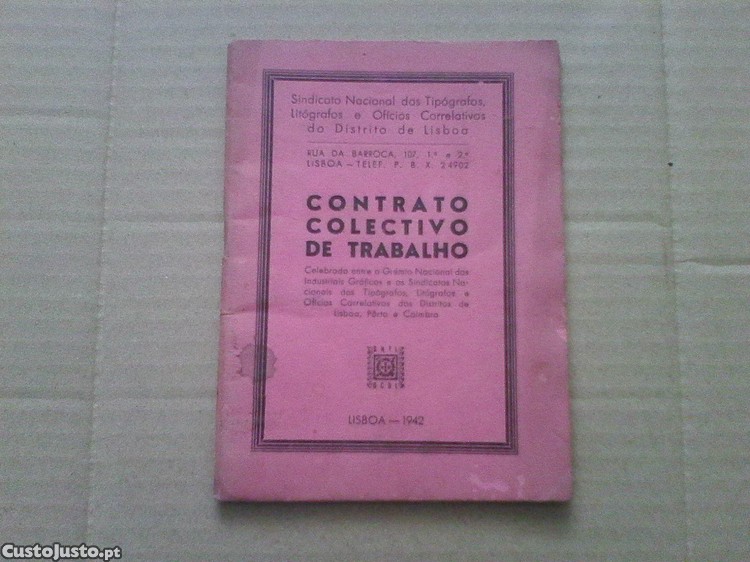 Sindicato Nacional dos Tipógrafos,
Litógrafos e Ofícios Correlativos
do Distrito de Lisboa
RUA DA BARROCA, 107, 1.º e 2.º
LISBOA — TELEF. P. B. X. 24902
CONTRATO
COLECTIVO
DE TRABALHO
Celebrado entre o Grémio Nacional dos
Industriais Gráficos e os Sindicatos Na-
cionais dos Tipógrafos, Litógrafos e
Ofícios Correlativos dos Distritos de
Lisboa, Pôrto e Coimbra
LISBOA — 1942
CustoJusto.pt